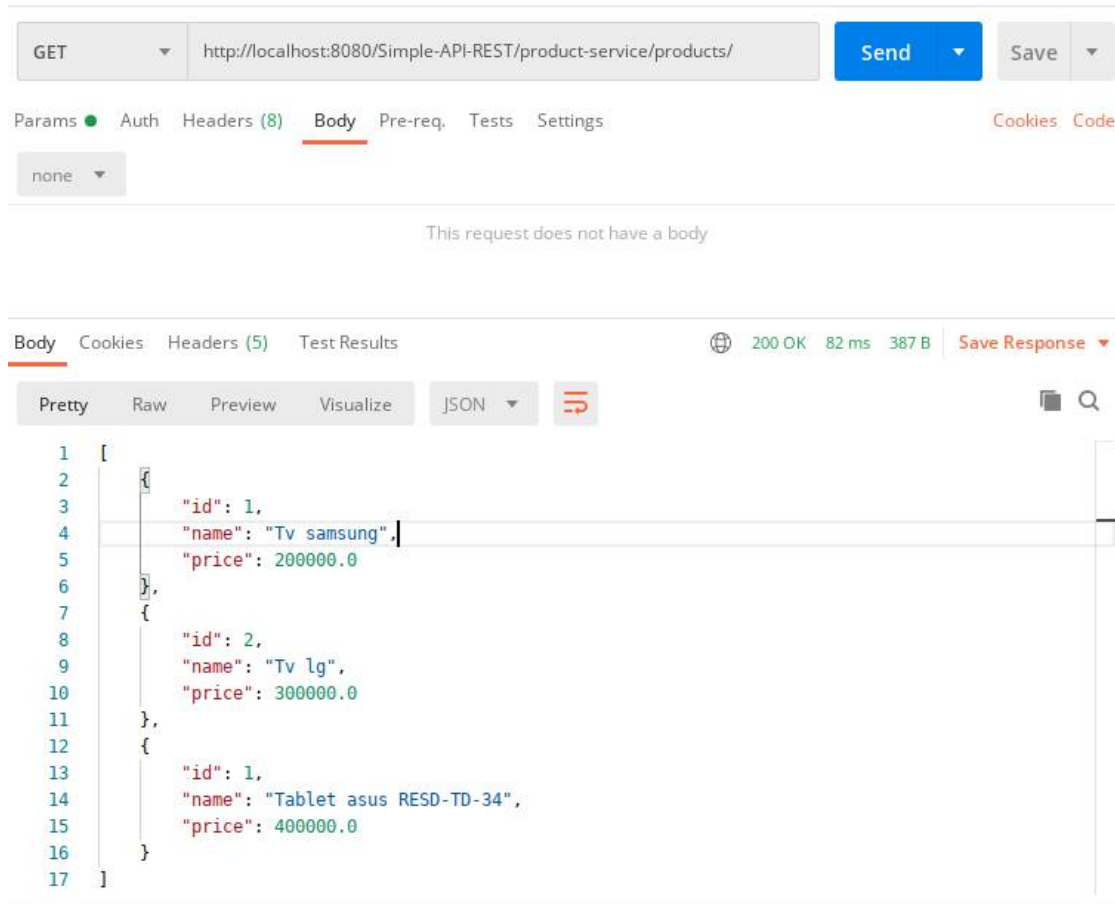 GET http://localhost:8080/Simple-API-REST/product-service/products/ Send Save
Params Auth Headers (8) Body Pre-req. Tests Settings Cookies Code
none
This request does not have a body
Body Cookies Headers (5) Test Results 200 OK 82 ms 387 B Save Response
Pretty Raw Preview Visualize JSON
1 [
2 {
3 "id": 1,
4 "name": "Tv samsung",
5 "price": 200000.0
6 },
7 {
8 "id": 2,
9 "name": "Tv lg",
10 "price": 300000.0
11 },
12 {
13 "id": 1,
14 "name": "Tablet asus RESD-TD-34",
15 "price": 400000.0
16 }
17 ]